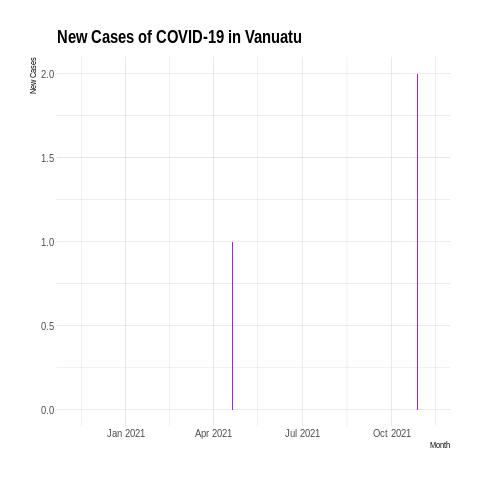 New Cases of COVID-19 in Vanuatu
New Cases
2.0
1.5
1.0
0.5
0.0
Jan 2021 Apr 2021 Jul 2021 Oct 2021
Month